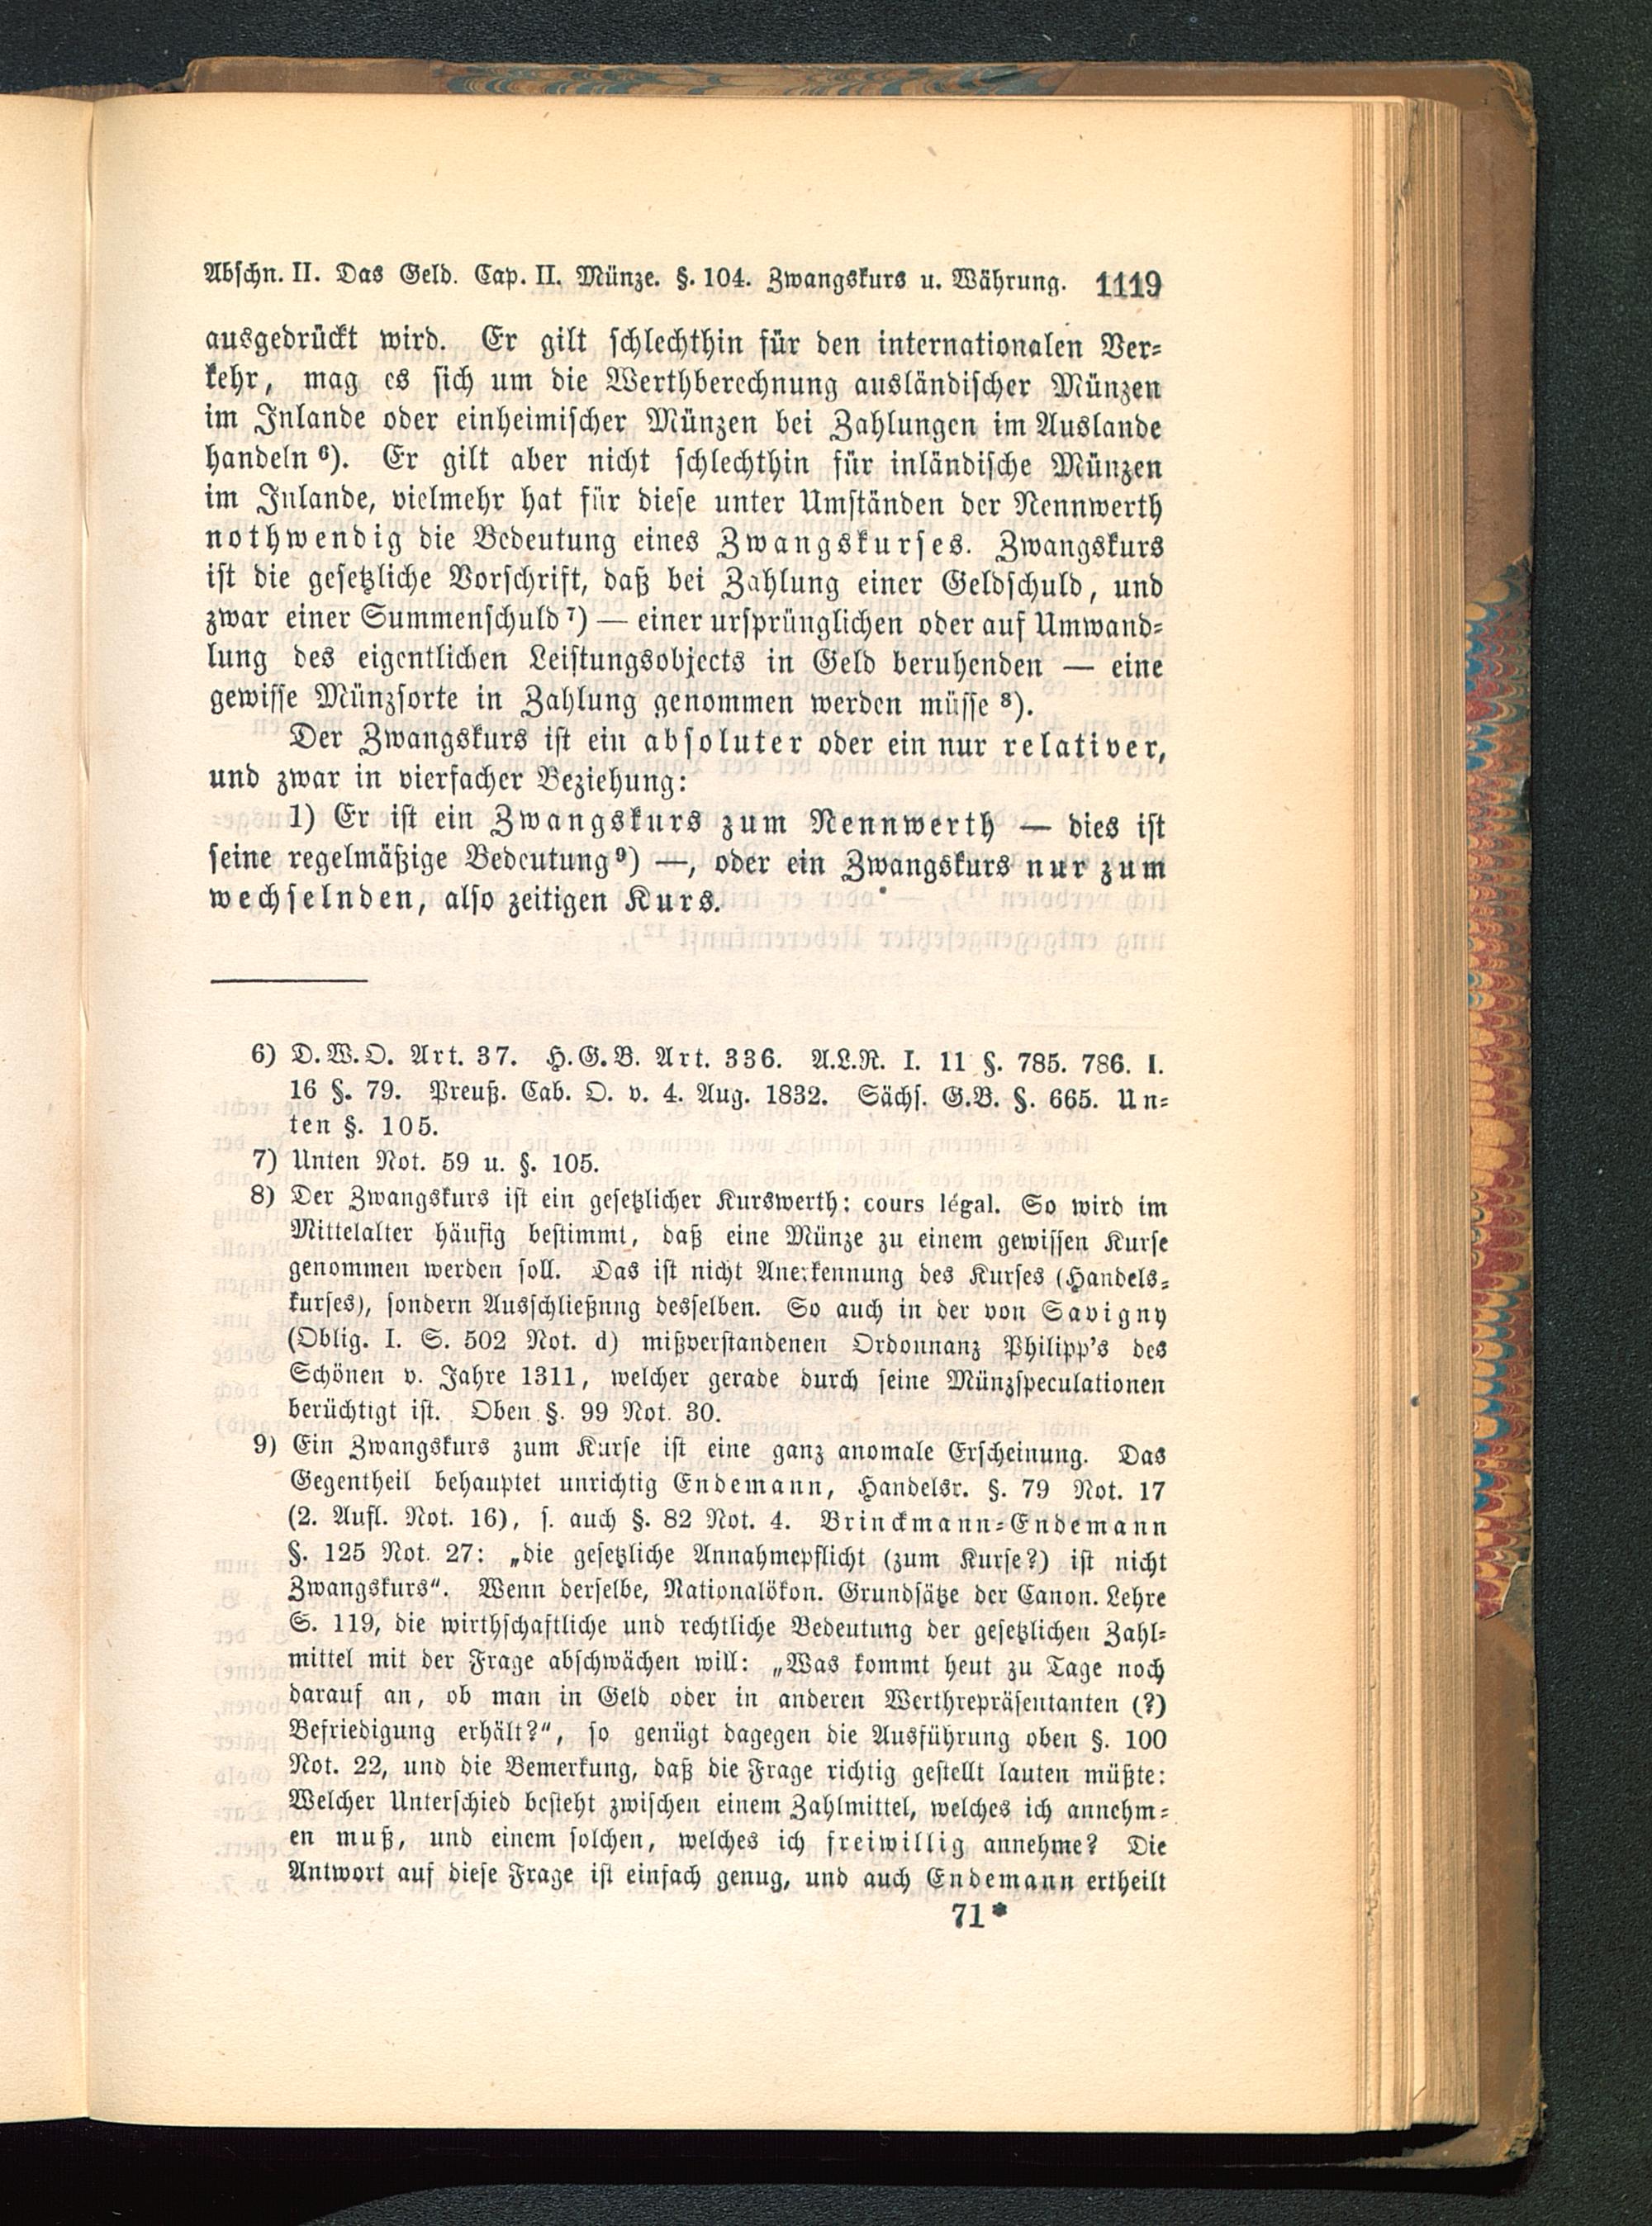 Abschn. II. Das Geld. Cap. II. Münze. §. 104. Zwangskurs u. Währung. 1119
ausgedrückt wird. Er gilt schlechthin für den internationalen Ver-
kehr, mag es sich um die Werthberechnung ausländischer Münzen
im Inlande oder einheimischer Münzen bei Zahlungen im Auslande
handeln 6). Er gilt aber nicht schlechthin für inländische Münzen
im Inlande, vielmehr hat für diese unter Umständen der Nennwerth
nothwendig die Bedeutung eines Zwangskurses. Zwangskurs
ist die gesetzliche Vorschrift, daß bei Zahlung einer Geldschuld, und
zwar einer Summenschuld 7) — einer ursprünglichen oder auf Umwand-
lung des eigentlichen Leistungsobjects in Geld beruhenden — eine
gewisse Münzsorte in Zahlung genommen werden müsse 8).
Der Zwangskurs ist ein absoluter oder ein nur relativer,
und zwar in vierfacher Beziehung:
1) Er ist ein Zwangskurs zum Nennwerth — dies ist
seine regelmäßige Bedeutung 9) —, oder ein Zwangskurs nur zum
wechselnden, also zeitigen Kurs.
6) D.W.O. Art. 37. H.G.B. Art. 336. A.L.R. I. 11 §. 785. 786. I.
16 §. 79. Preuß. Cab. O. v. 4. Aug. 1832. Sächs. G.B. §. 665. Un-
ten §. 105.
7) Unten Not. 59 u. §. 105.
8) Der Zwangskurs ist ein gesetzlicher Kurswerth: cours légal. So wird im
Mittelalter häufig bestimmt, daß eine Münze zu einem gewissen Kurse
genommen werden soll. Das ist nicht Anerkennung des Kurses (Handels-
kurses), sondern Ausschließnng desselben. So auch in der von Savigny
(Oblig. I. S. 502 Not. d) mißverstandenen Ordonnanz Philipp's des
Schönen v. Jahre 1311, welcher gerade durch seine Münzspeculationen
berüchtigt ist. Oben §. 99 Not. 30.
9) Ein Zwangskurs zum Kurse ist eine ganz anomale Erscheinung. Das
Gegentheil behauptet unrichtig Endemann, Handelsr. §. 79 Not. 17
(2. Aufl. Not. 16), s. auch §. 82 Not. 4. Brinckmann-Endemann
§. 125 Not. 27: „die gesetzliche Annahmepflicht (zum Kurse?) ist nicht
Zwangskurs“. Wenn derselbe, Nationalökon. Grundsätze der Canon. Lehre
S. 119, die wirthschaftliche und rechtliche Bedeutung der gesetzlichen Zahl-
mittel mit der Frage abschwächen will: „Was kommt heut zu Tage noch
darauf an, ob man in Geld oder in anderen Werthrepräsentanten (?)
Befriedigung erhält?“, so genügt dagegen die Ausführung oben §. 100
Not. 22, und die Bemerkung, daß die Frage richtig gestellt lauten müßte:
Welcher Unterschied besteht zwischen einem Zahlmittel, welches ich annehm-
en muß, und einem solchen, welches ich freiwillig annehme? Die
Antwort auf diese Frage ist einfach genug, und auch Endemann ertheilt
71*